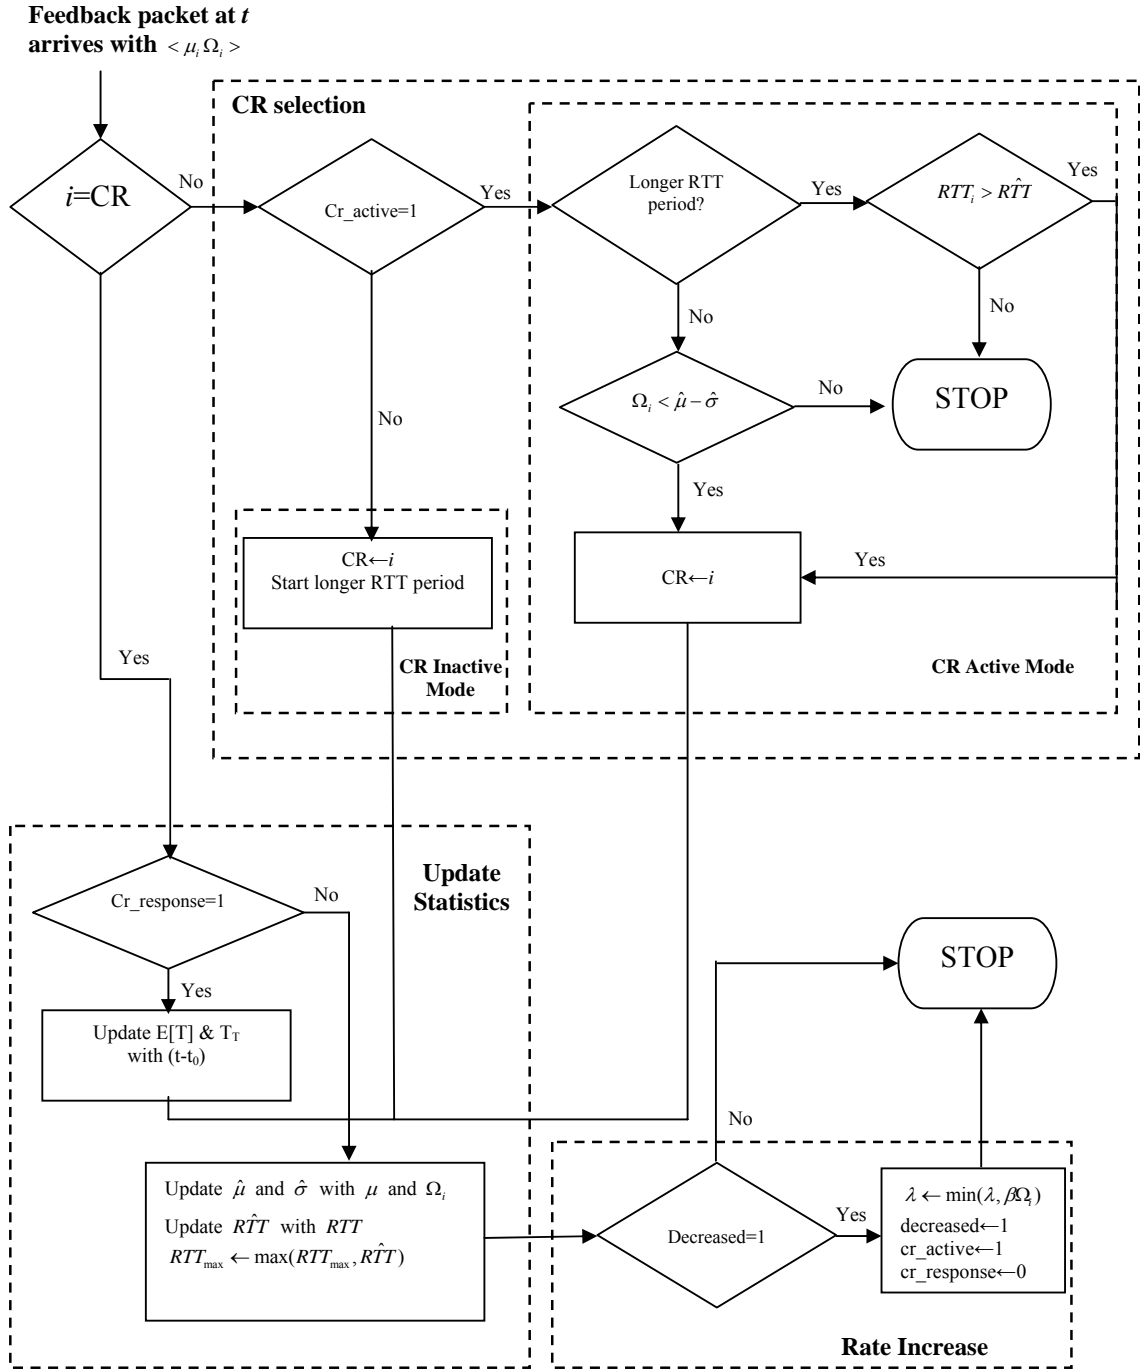 Feedback packet at t
arrives with < μᵢ Ωᵢ >
CR selection
i=CR
No
Cr_active=1
Yes
Longer RTT
period?
Yes
RTTᵢ > RT̂T
Yes
No
No
Ωᵢ < μ̂ − σ̂
No
STOP
No
Yes
CR←i
Start longer RTT period
CR←i
Yes
Yes
CR Inactive
Mode
CR Active Mode
Update
Statistics
Cr_response=1
No
Yes
STOP
Update E[T] & T_T
with (t-t₀)
No
Update μ̂ and σ̂ with μ and Ωᵢ
Update RT̂T with RTT
RTT_max ← max(RTT_max, RT̂T)
Decreased=1
Yes
λ ← min(λ, βΩᵢ)
decreased←1
cr_active←1
cr_response←0
Rate Increase